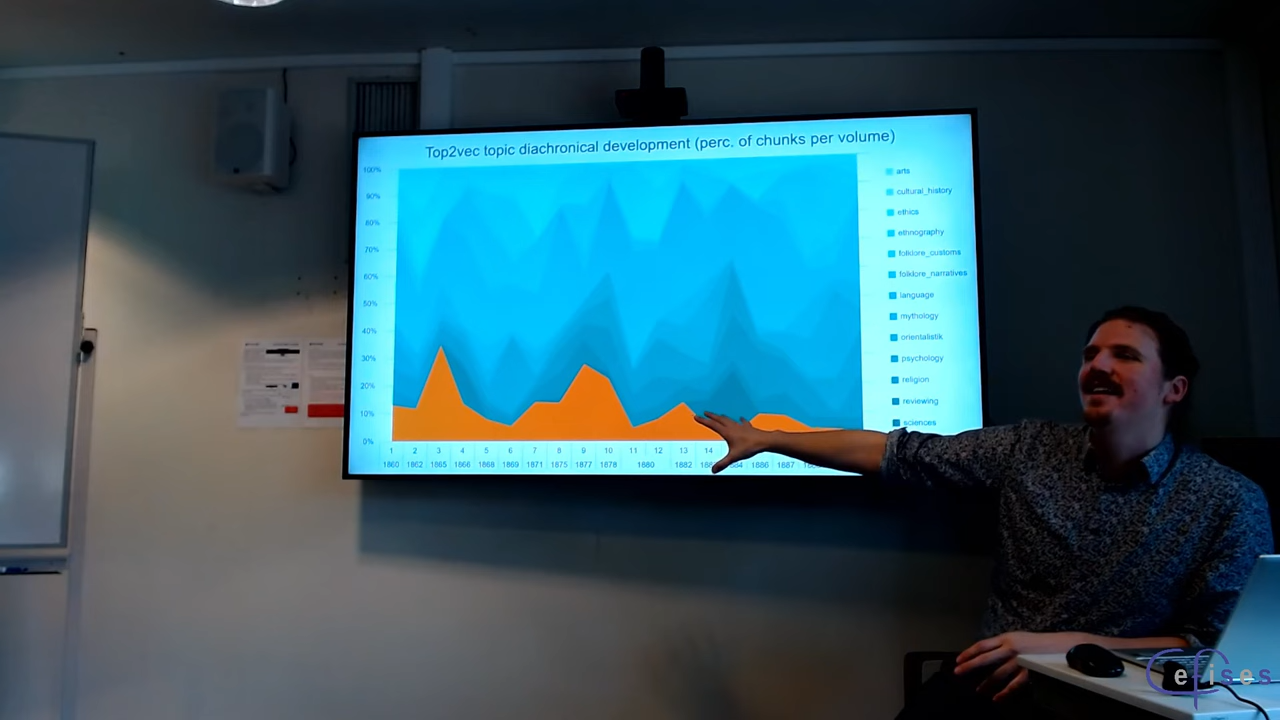 Top2vec topic diachronical development (perc. of chunks per volume)
100%
90%
80%
70%
60%
50%
40%
30%
20%
10%
0%
1 2 3 4 5 6 7 8 9 10 11 12 13 14
1860 1862 1865 1866 1868 1869 1871 1875 1877 1878 1880 1882 1886 1887
arts
cultural_history
ethics
ethnography
folklore_customs
folklore_narratives
language
mythology
orientalistik
psychology
religion
reviewing
sciences
Cefises